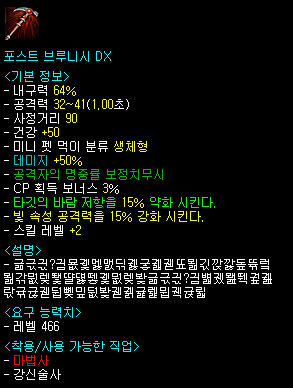 포스트 브루니시 DX
<기본 정보>
- 내구력 64%
- 공격력 32~41(1,00초)
- 사정거리 90
- 건강 +50
- 미니 펫 먹이 분류 생체형
- 데미지 +50%
- 공격자의 명중률 보정치무시
- CP 획득 보너스 3%
- 타깃의 바람 저항을 15% 약화 시킨다.
- 빛 속성 공격력을 15% 강화 시킨다.
- 스킬 레벨 +2
<설명>
<요구 능력치>
- 레벨 466
<착용/사용 가능한 직업>
- 마법사
- 강신술사